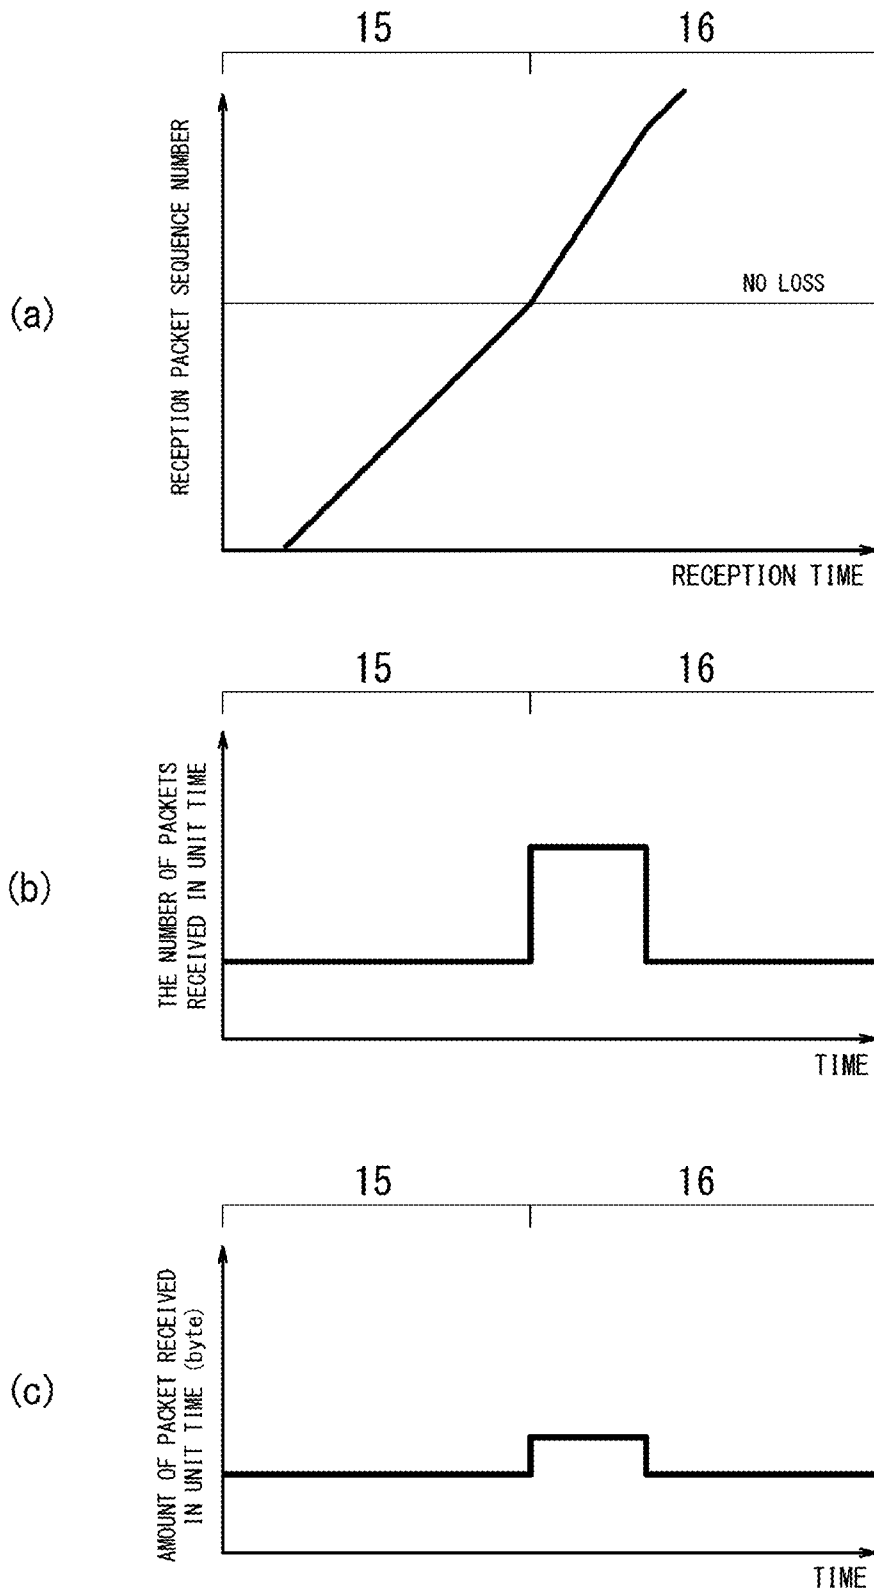 15 16
RECEPTION PACKET SEQUENCE NUMBER
NO LOSS
(a)
RECEPTION TIME
15 16
THE NUMBER OF PACKETS
RECEIVED IN UNIT TIME
(b)
TIME
15 16
AMOUNT OF PACKET RECEIVED
IN UNIT TIME (byte)
(c)
TIME